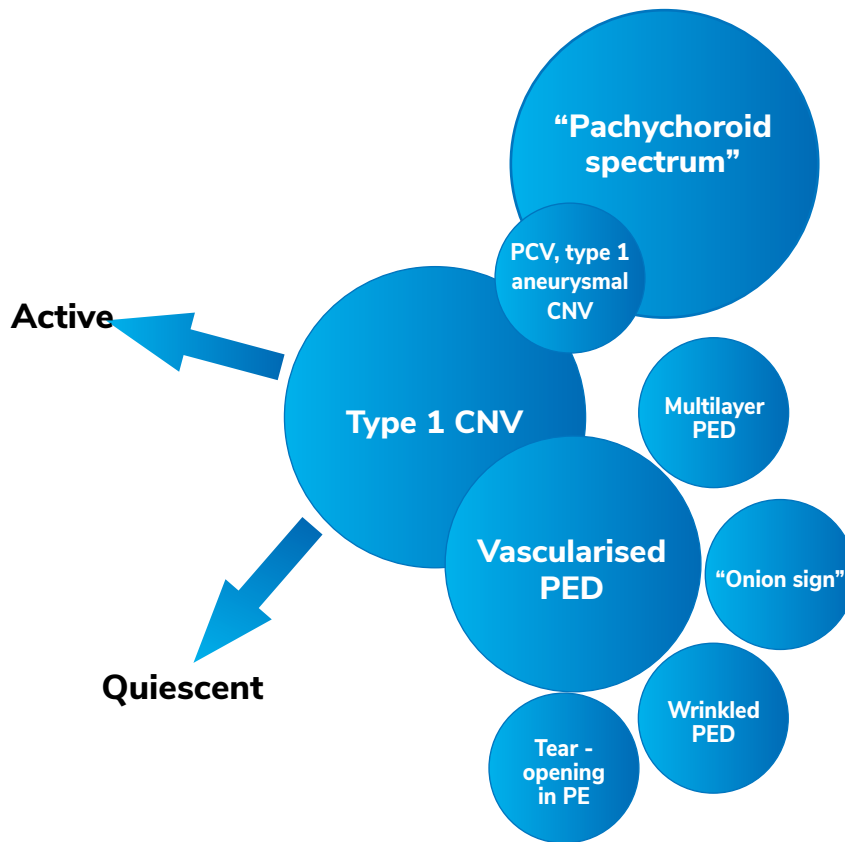 “Pachychoroid
spectrum”
PCV, type 1
aneurysmal
CNV
Active
Type 1 CNV
Multilayer
PED
Vascularised
PED
“Onion sign”
Quiescent
Wrinkled
PED
Tear -
opening
in PE